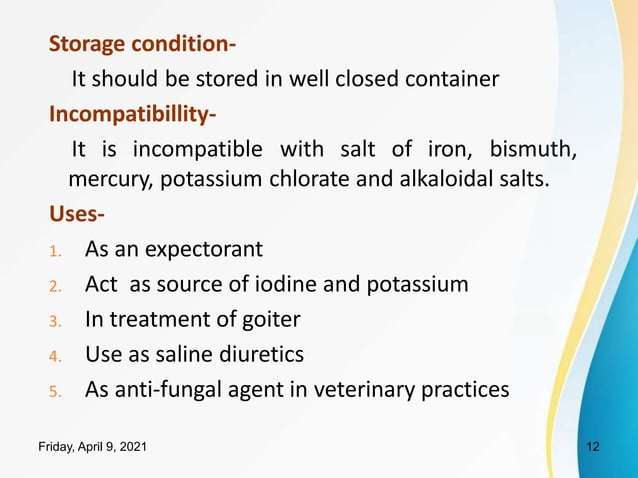 Storage condition-
It should be stored in well closed container
Incompatibillity-
It is incompatible with salt of iron, bismuth,
mercury, potassium chlorate and alkaloidal salts.
Uses-
1. As an expectorant
2. Act as source of iodine and potassium
3. In treatment of goiter
4. Use as saline diuretics
5. As anti-fungal agent in veterinary practices
Friday, April 9, 2021 12